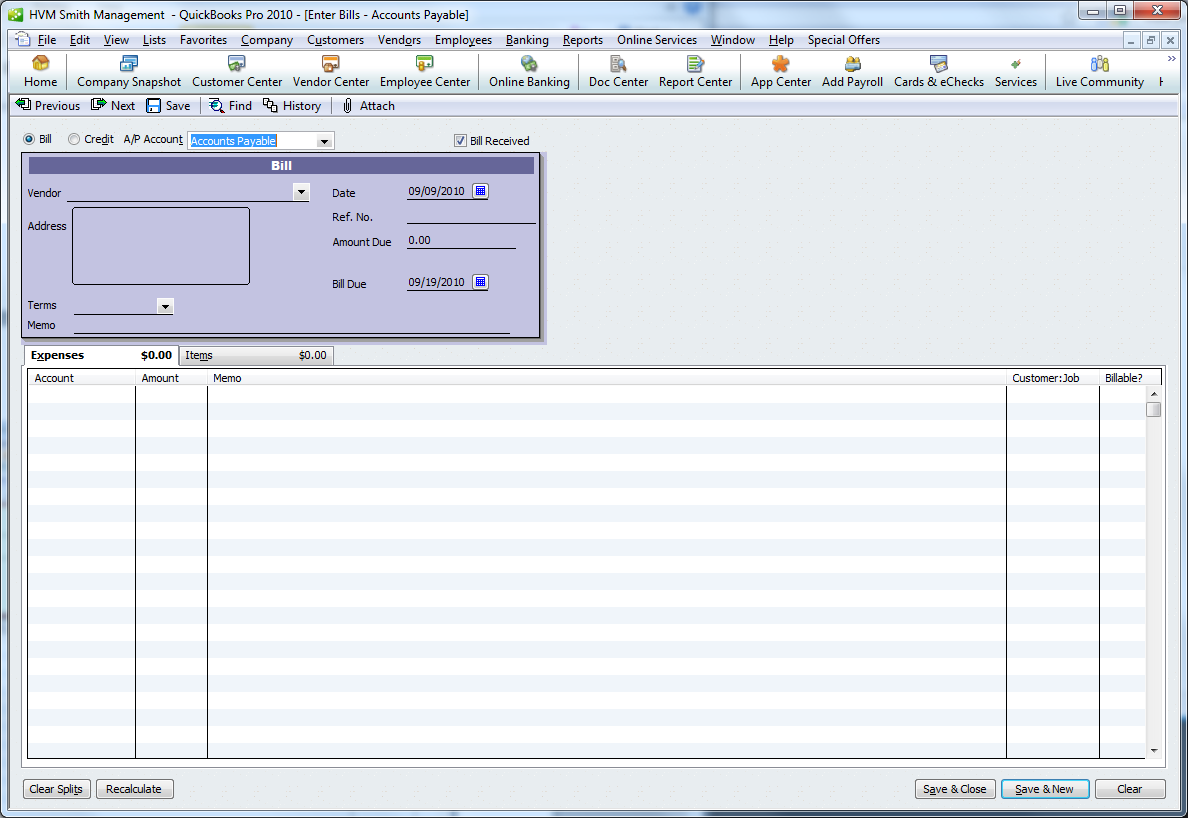 HVM Smith Management - QuickBooks Pro 2010 - [Enter Bills - Accounts Payable]
File Edit View Lists Favorites Company Customers Vendors Employees Banking Reports Online Services Window Help Special Offers
Home Company Snapshot Customer Center Vendor Center Employee Center Online Banking Doc Center Report Center App Center Add Payroll Cards & eChecks Services Live Community
Previous Next Save Find History Attach
Bill Credit A/P Account Accounts Payable Bill Received
Bill
Vendor Date 09/09/2010
Ref. No.
Address
Amount Due 0.00
Bill Due 09/19/2010
Terms
Memo
Expenses $0.00 Items $0.00
Account Amount Memo Customer:Job Billable?
Clear Splits Recalculate Save & Close Save & New Clear